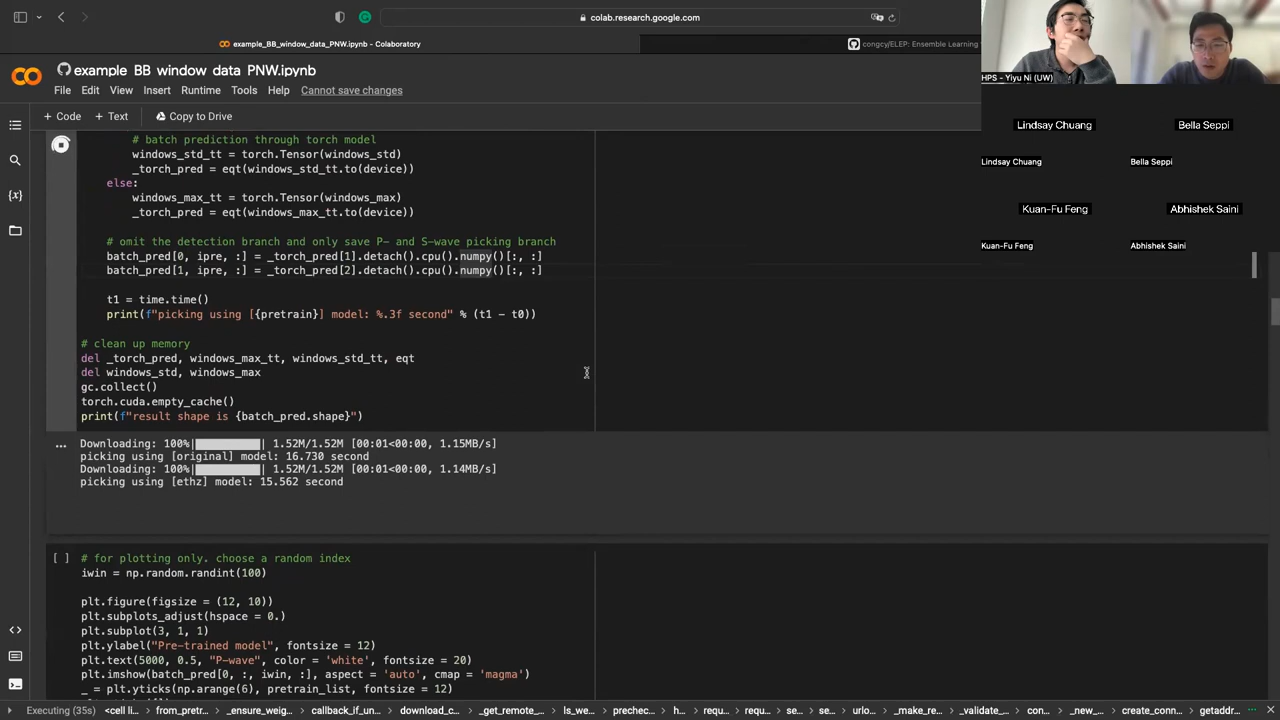 colab.research.google.com
example_BB_window_data_PNW.ipynb - Colaboratory
congcy/ELEP: Ensemble Learning
example_BB_window_data_PNW.ipynb
File Edit View Insert Runtime Tools Help Cannot save changes
+ Code + Text Copy to Drive
HPS - Yiyu Ni (UW)
Lindsay Chuang
Bella Seppi
Lindsay Chuang
Bella Seppi
Kuan-Fu Feng
Abhishek Saini
Kuan-Fu Feng
Abhishek Saini
# batch prediction through torch model
windows_std_tt = torch.Tensor(windows_std)
_torch_pred = eqt(windows_std_tt.to(device))
else:
windows_max_tt = torch.Tensor(windows_max)
_torch_pred = eqt(windows_max_tt.to(device))
# omit the detection branch and only save P- and S-wave picking branch
batch_pred[0, ipre, :] = _torch_pred[1].detach().cpu().numpy()[:, :]
batch_pred[1, ipre, :] = _torch_pred[2].detach().cpu().numpy()[:, :]
t1 = time.time()
print(f"picking using [{pretrain}] model: %.3f second" % (t1 - t0))
# clean up memory
del _torch_pred, windows_max_tt, windows_std_tt, eqt
del windows_std, windows_max
gc.collect()
torch.cuda.empty_cache()
print(f"result shape is {batch_pred.shape}")
... Downloading: 100%|██████████| 1.52M/1.52M [00:01<00:00, 1.15MB/s]
picking using [original] model: 16.730 second
Downloading: 100%|██████████| 1.52M/1.52M [00:01<00:00, 1.14MB/s]
picking using [ethz] model: 15.562 second
[ ] # for plotting only. choose a random index
iwin = np.random.randint(100)
plt.figure(figsize = (12, 10))
plt.subplots_adjust(hspace = 0.)
plt.subplot(3, 1, 1)
plt.ylabel("Pre-trained model", fontsize = 12)
plt.text(5000, 0.5, "P-wave", color = 'white', fontsize = 20)
plt.imshow(batch_pred[0, :, iwin, :], aspect = 'auto', cmap = 'magma')
_ = plt.yticks(np.arange(6), pretrain_list, fontsize = 12)
Executing (35s) <cell li... from_pretr... _ensure_weig... callback_if_un... download_c... _get_remote_... ls_we... prechec... h... requ... requ... se... se... urlo... _make_re... _validate_... co... _new_... create_conn... getaddr... ...